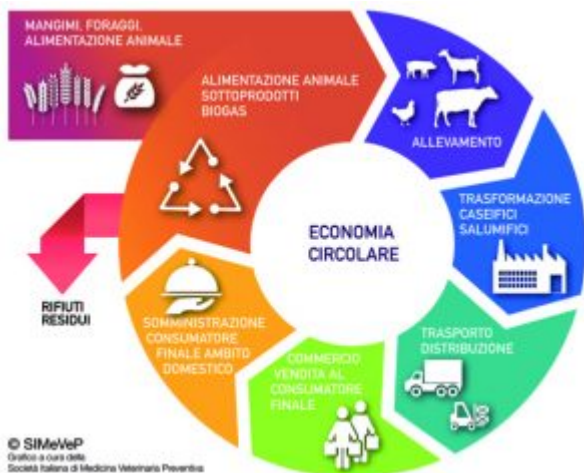 MANGIMI, FORAGGI,
ALIMENTAZIONE ANIMALE
ALIMENTAZIONE ANIMALE
SOTTOPRODOTTI
BIOGAS
ALLEVAMENTO
TRASFORMAZIONE
CASEIFICI
SALUMIFICI
ECONOMIA
CIRCOLARE
TRASPORTO
DISTRIBUZIONE
COMMERCIO
VENDITA AL
CONSUMATORE
FINALE
SOMMINISTRAZIONE
CONSUMATORE
FINALE AMBITO
DOMESTICO
RIFIUTI
RESIDUI
© SIMeVeP
Grafico a cura della
Società Italiana di Medicina Veterinaria Preventiva